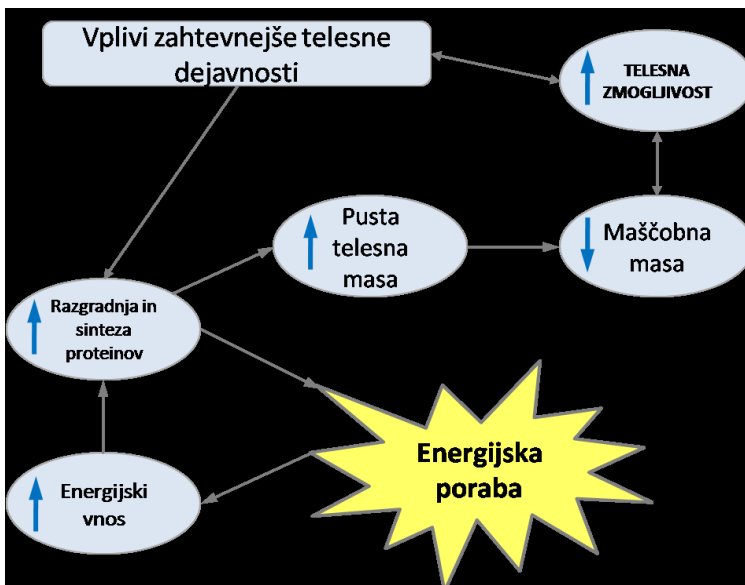 Vplivi zahtevnejše telesne
dejavnosti
TELESNA
ZMOGLJIVOST
Pusta
telesna
masa
Maščobna
masa
Razgradnja in
sinteza
proteinov
Energijska
poraba
Energijski
vnos